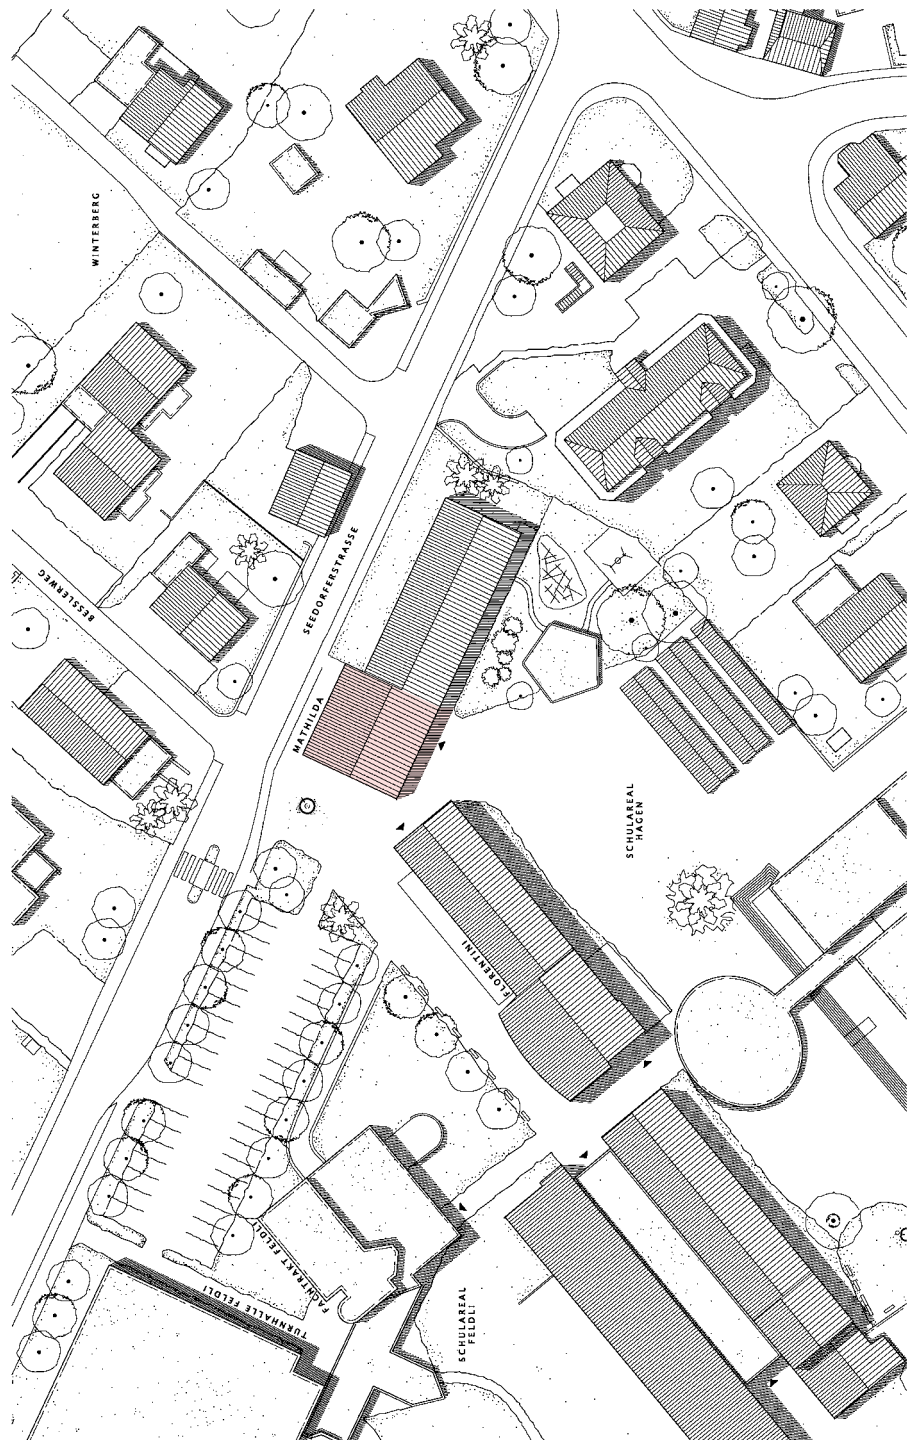 WINTERBERG
BESSLERWEG
SEEDORFERSTRASSE
MATHILDA
SCHULAREAL
HAGEN
FLORENTINI
FACHTRAKT FELDLI
TURNHALLE FELDLI
SCHULAREAL
FELDLI